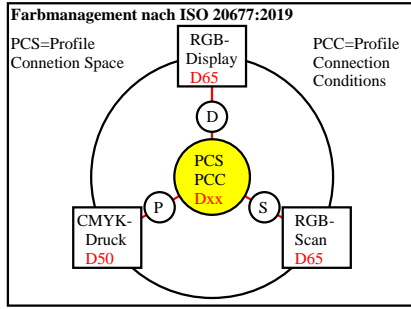 Farbmanagement nach ISO 20677:2019
PCS=Profile
Connetion Space
RGB-
Display
D65
PCC=Profile
Connection
Conditions
D
PCS
PCC
Dxx
P
S
CMYK-
Druck
D50
RGB-
Scan
D65